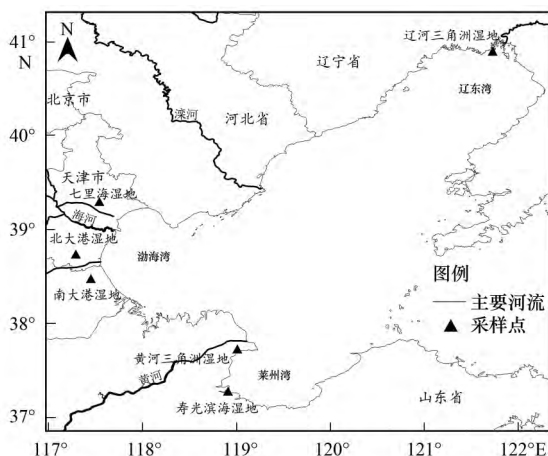 41°
N
N
辽河三角洲湿地
辽宁省
辽东湾
北京市
滦河
河北省
40°
天津市
七里海湿地
海河
39°
北大港湿地
渤海湾
南大港湿地
图例
主要河流
采样点
38°
黄河三角洲湿地
黄河
莱州湾
寿光滨海湿地
山东省
37°
117°
118°
119°
120°
121°
122°E